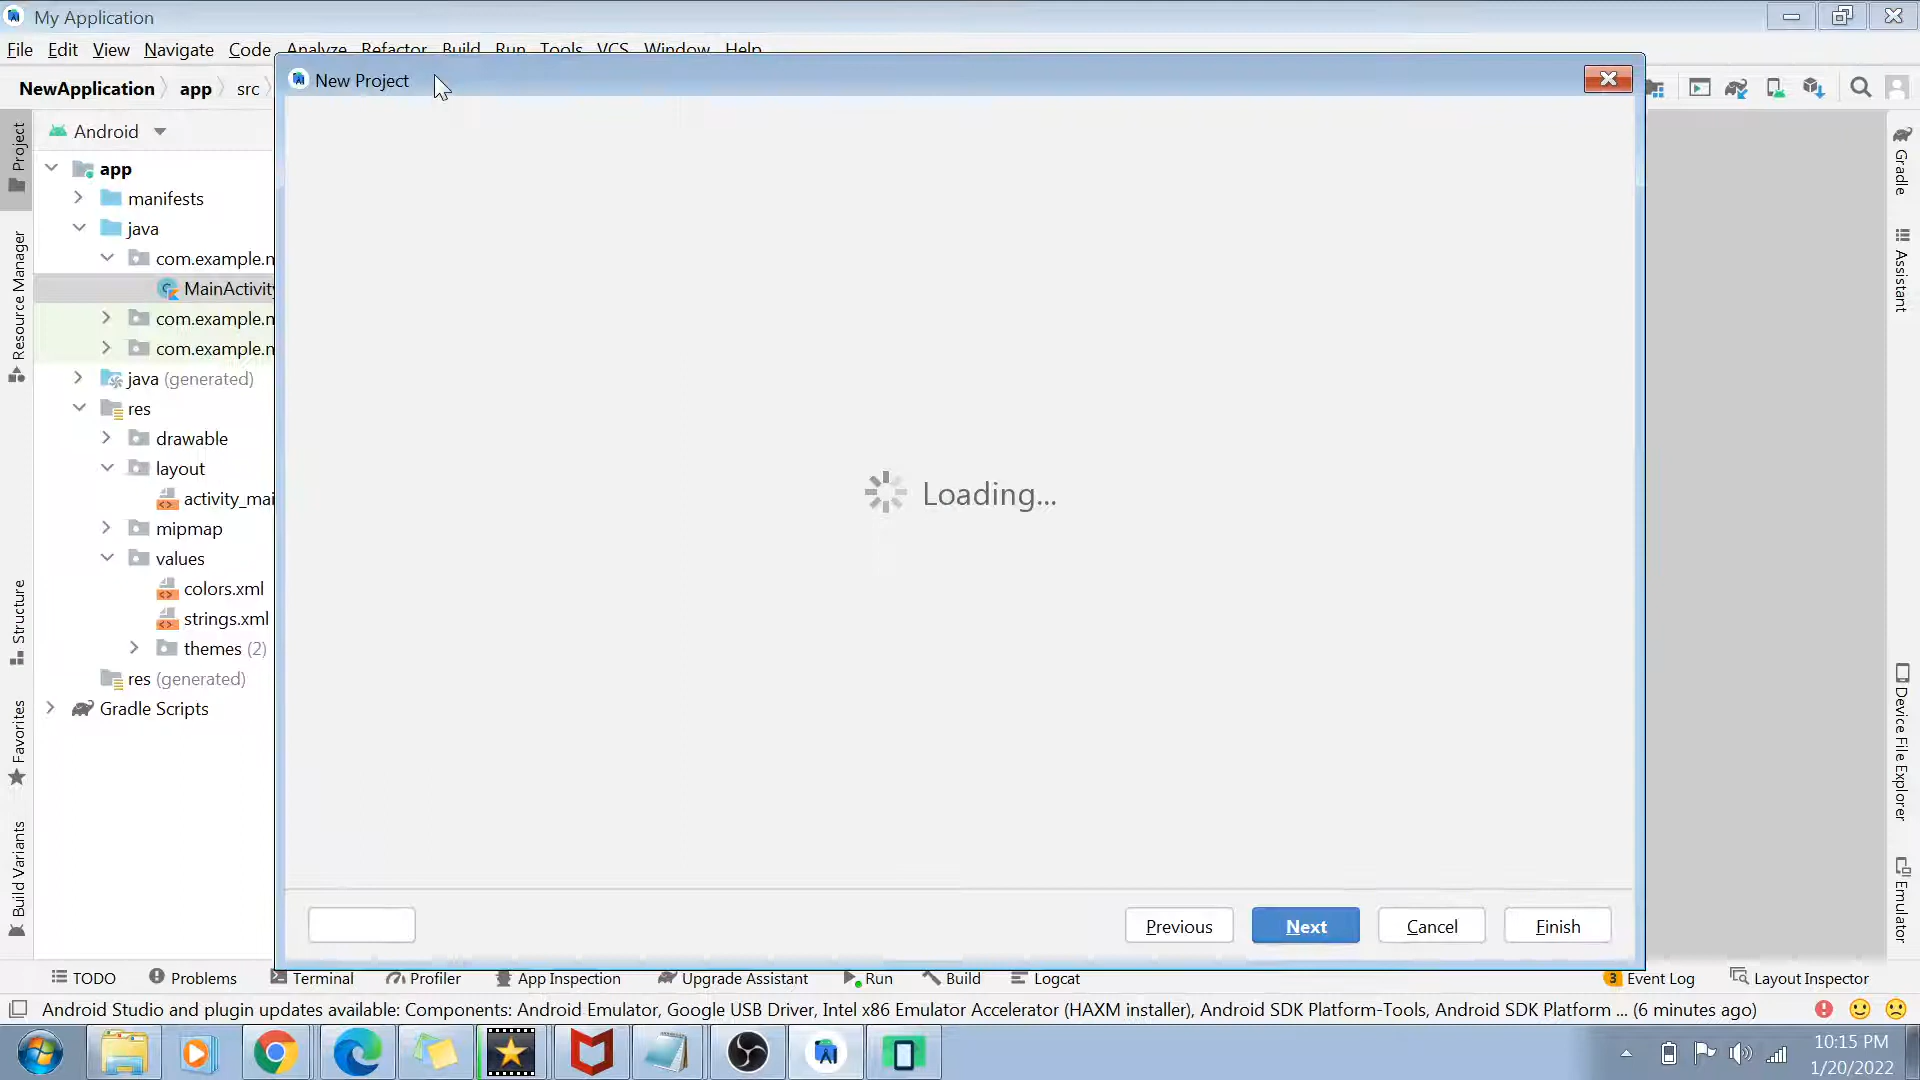 My Application
File Edit View Navigate Code Analyze Refactor Build Run Tools VCS Window Help
New Project
NewApplication app src
Android
app
manifests
java
com.example.n
MainActivity
com.example.n
com.example.n
java (generated)
res
drawable
layout
activity_mai
mipmap
values
colors.xml
strings.xml
themes (2)
res (generated)
Gradle Scripts
Project
Resource Manager
Structure
Favorites
Build Variants
Loading...
Previous Next Cancel Finish
Gradle
Assistant
Device File Explorer
Emulator
TODO Problems Terminal Profiler App Inspection Upgrade Assistant Run Build Logcat 3 Event Log Layout Inspector
Android Studio and plugin updates available: Components: Android Emulator, Google USB Driver, Intel x86 Emulator Accelerator (HAXM installer), Android SDK Platform-Tools, Android SDK Platform ... (6 minutes ago)
10:15 PM
1/20/2022